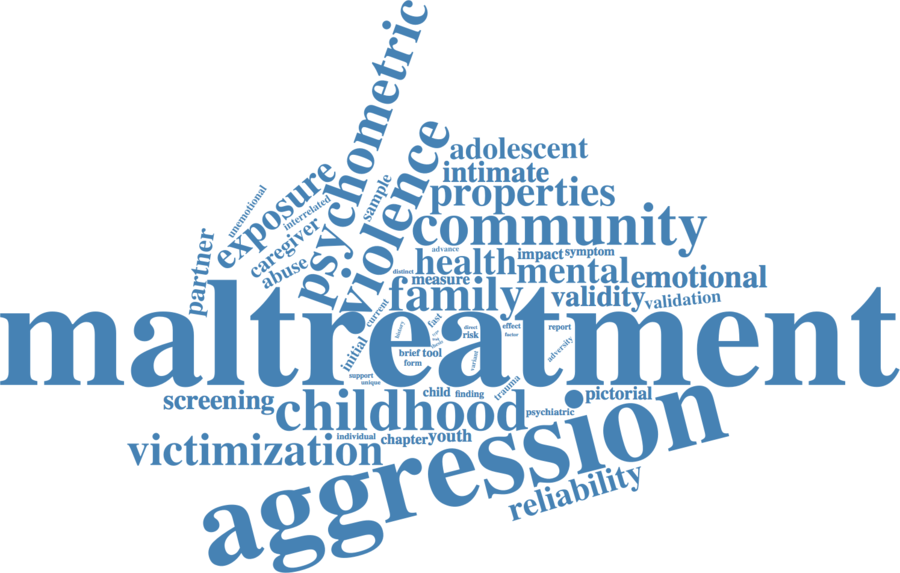 psychometric
violence
adolescent
intimate
properties
community
unemotional
exposure
interrelated
sample
caregiver
abuse
partner
advance
health
impact
symptom
distinct
measure
mental
emotional
family
validity
validation
maltreatment
current
initial
history
fast
direct
risk
effect
factor
report
adversity
brief
tool
form
variant
support
unique
trauma
screening
childhood
child
finding
pictorial
psychiatric
victimization
individual
chapter
youth
aggression
reliability